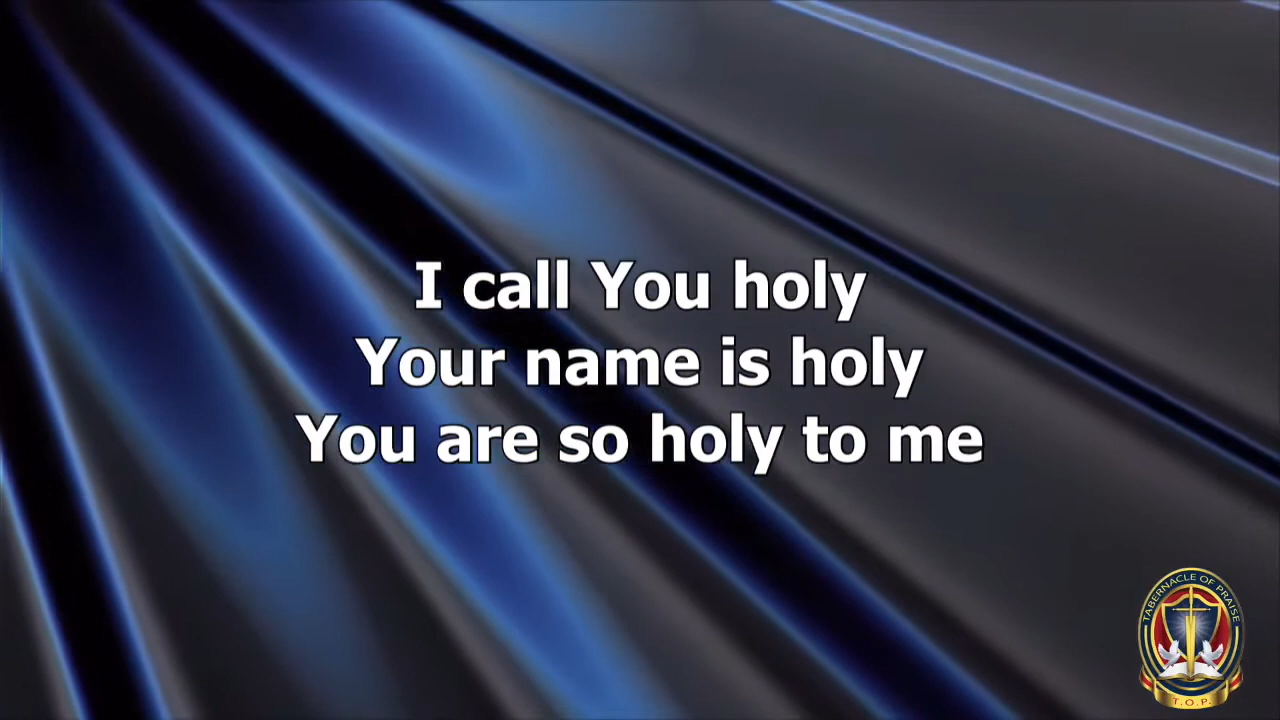 I call You holy
Your name is holy
You are so holy to me
TABERNACLE OF PRAISE
T.O.P.